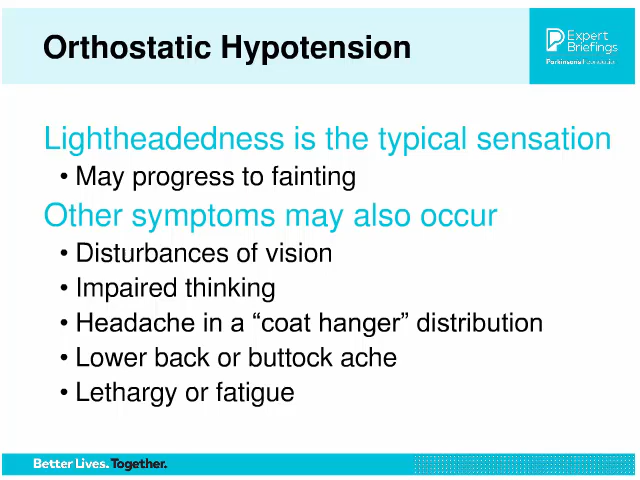 Orthostatic Hypotension
Expert
Briefings
Parkinson's Foundation
Lightheadedness is the typical sensation
• May progress to fainting
Other symptoms may also occur
• Disturbances of vision
• Impaired thinking
• Headache in a “coat hanger” distribution
• Lower back or buttock ache
• Lethargy or fatigue
Better Lives. Together.